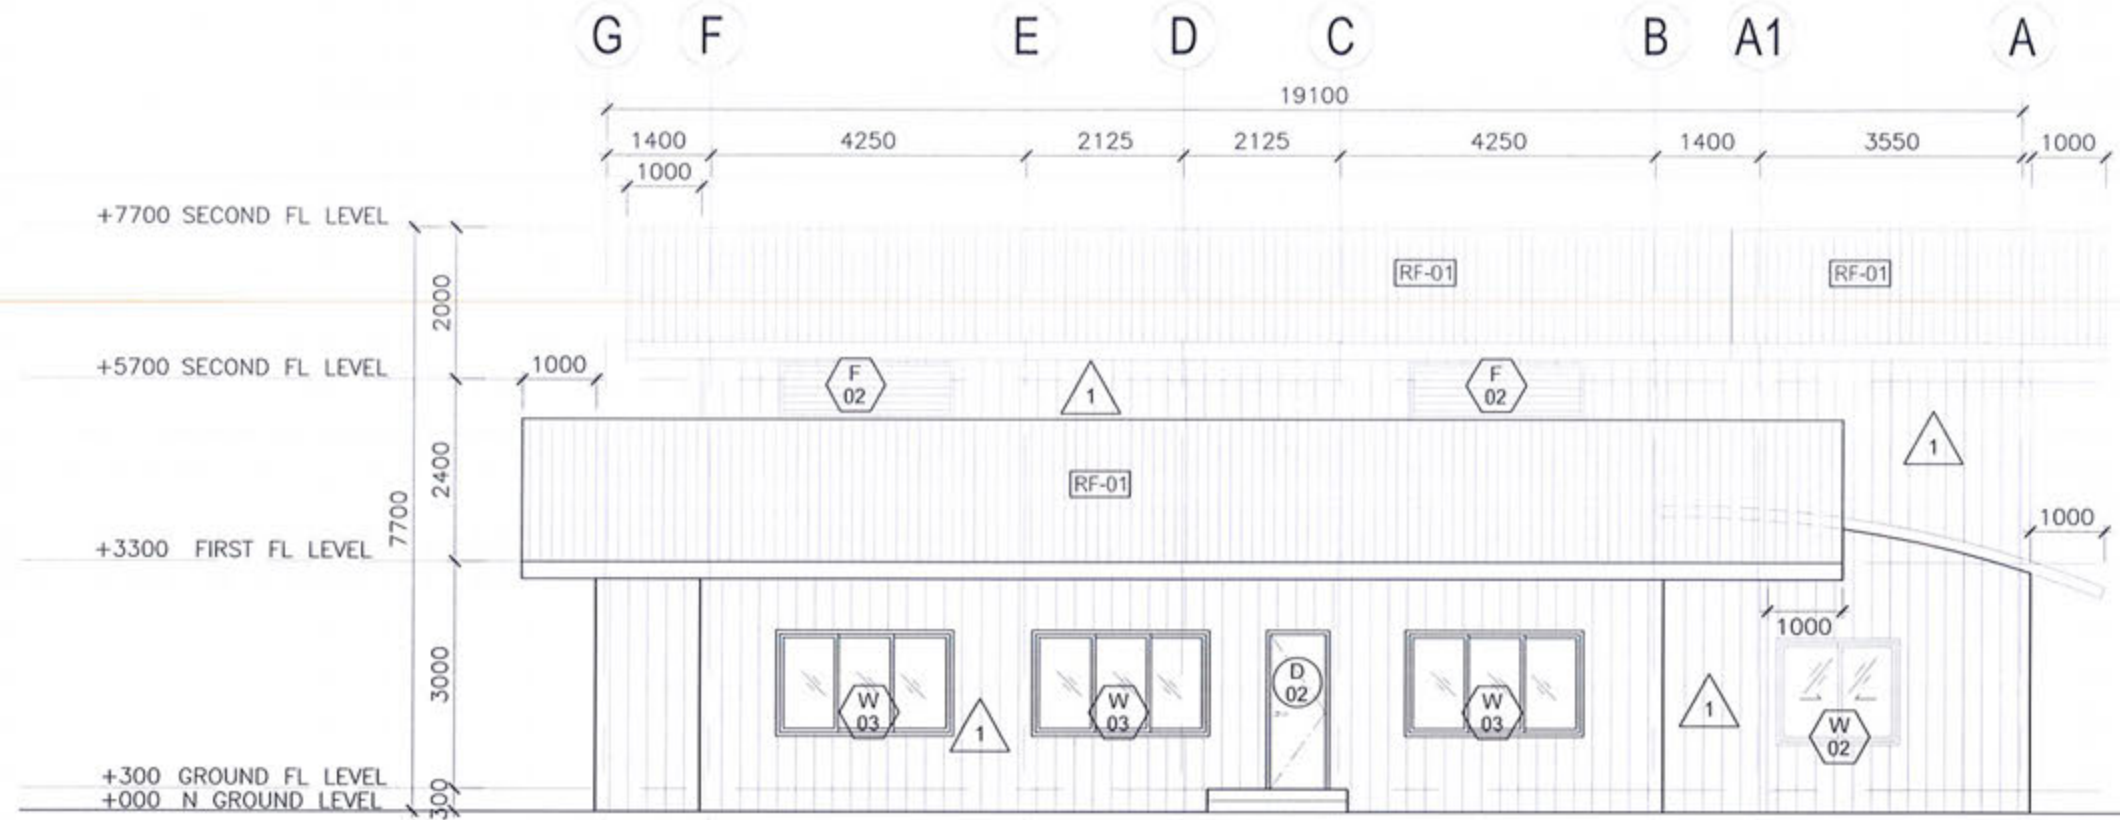 G F E D C B A1 A
19100
1400 4250 2125 2125 4250 1400 3550 1000
1000
+7700 SECOND FL LEVEL
RF-01 RF-01
2000
+5700 SECOND FL LEVEL
1000
F
02
1
F
02
1
2400
RF-01
7700
1000
+3300 FIRST FL LEVEL
1000
3000
W
03
1
W
03
D
02
W
03
1
W
02
+300 GROUND FL LEVEL
+000 N GROUND LEVEL
300